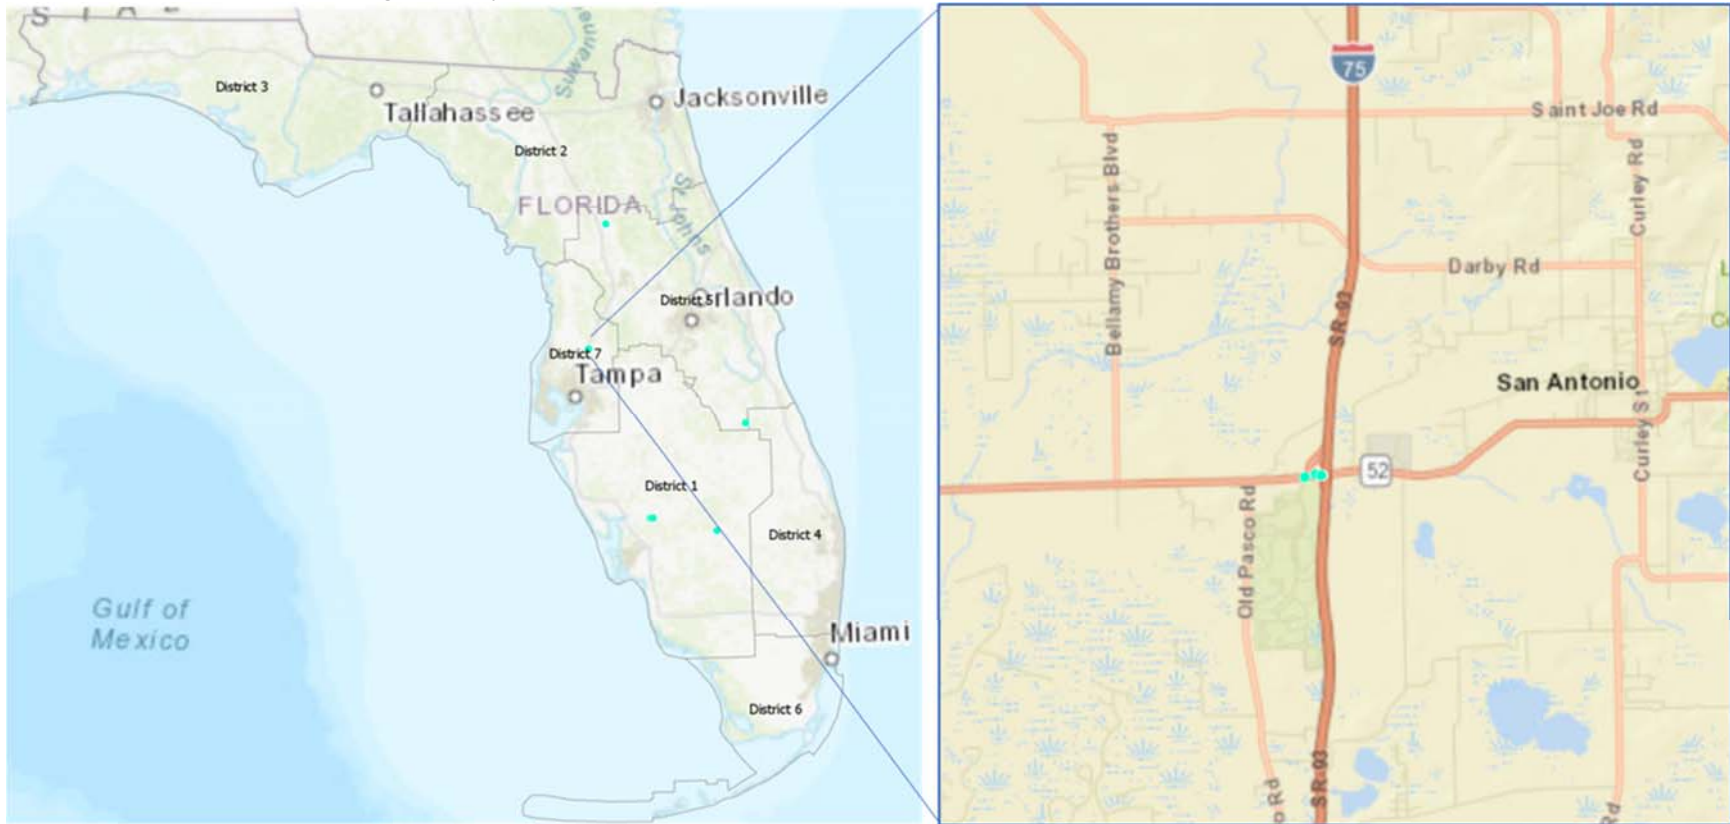 District 3
Tallahassee
Suwannee
Jacksonville
District 2
FLORIDA
St Johns
District 5
Orlando
District 7
Tampa
District 1
District 4
Gulf of
Mexico
Miami
District 6
75
Saint Joe Rd
Bellamy Brothers Blvd
Curley Rd
Darby Rd
SR 93
San Antonio
Curley St
52
Old Pasco Rd
SR 93
Rd
Rd